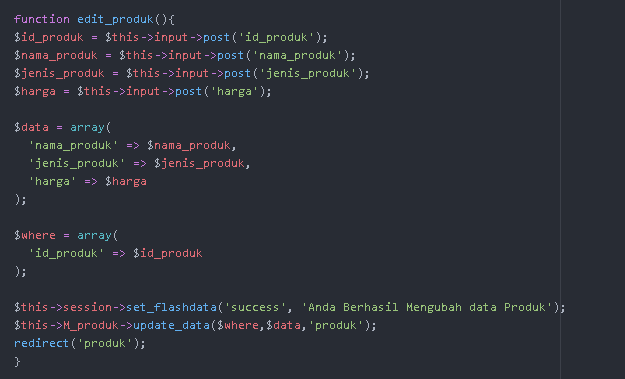 function edit_produk(){
$id_produk = $this->input->post('id_produk');
$nama_produk = $this->input->post('nama_produk');
$jenis_produk = $this->input->post('jenis_produk');
$harga = $this->input->post('harga');

$data = array(
  'nama_produk' => $nama_produk,
  'jenis_produk' => $jenis_produk,
  'harga' => $harga
);

$where = array(
  'id_produk' => $id_produk
);

$this->session->set_flashdata('success', 'Anda Berhasil Mengubah data Produk');
$this->M_produk->update_data($where,$data,'produk');
redirect('produk');
}